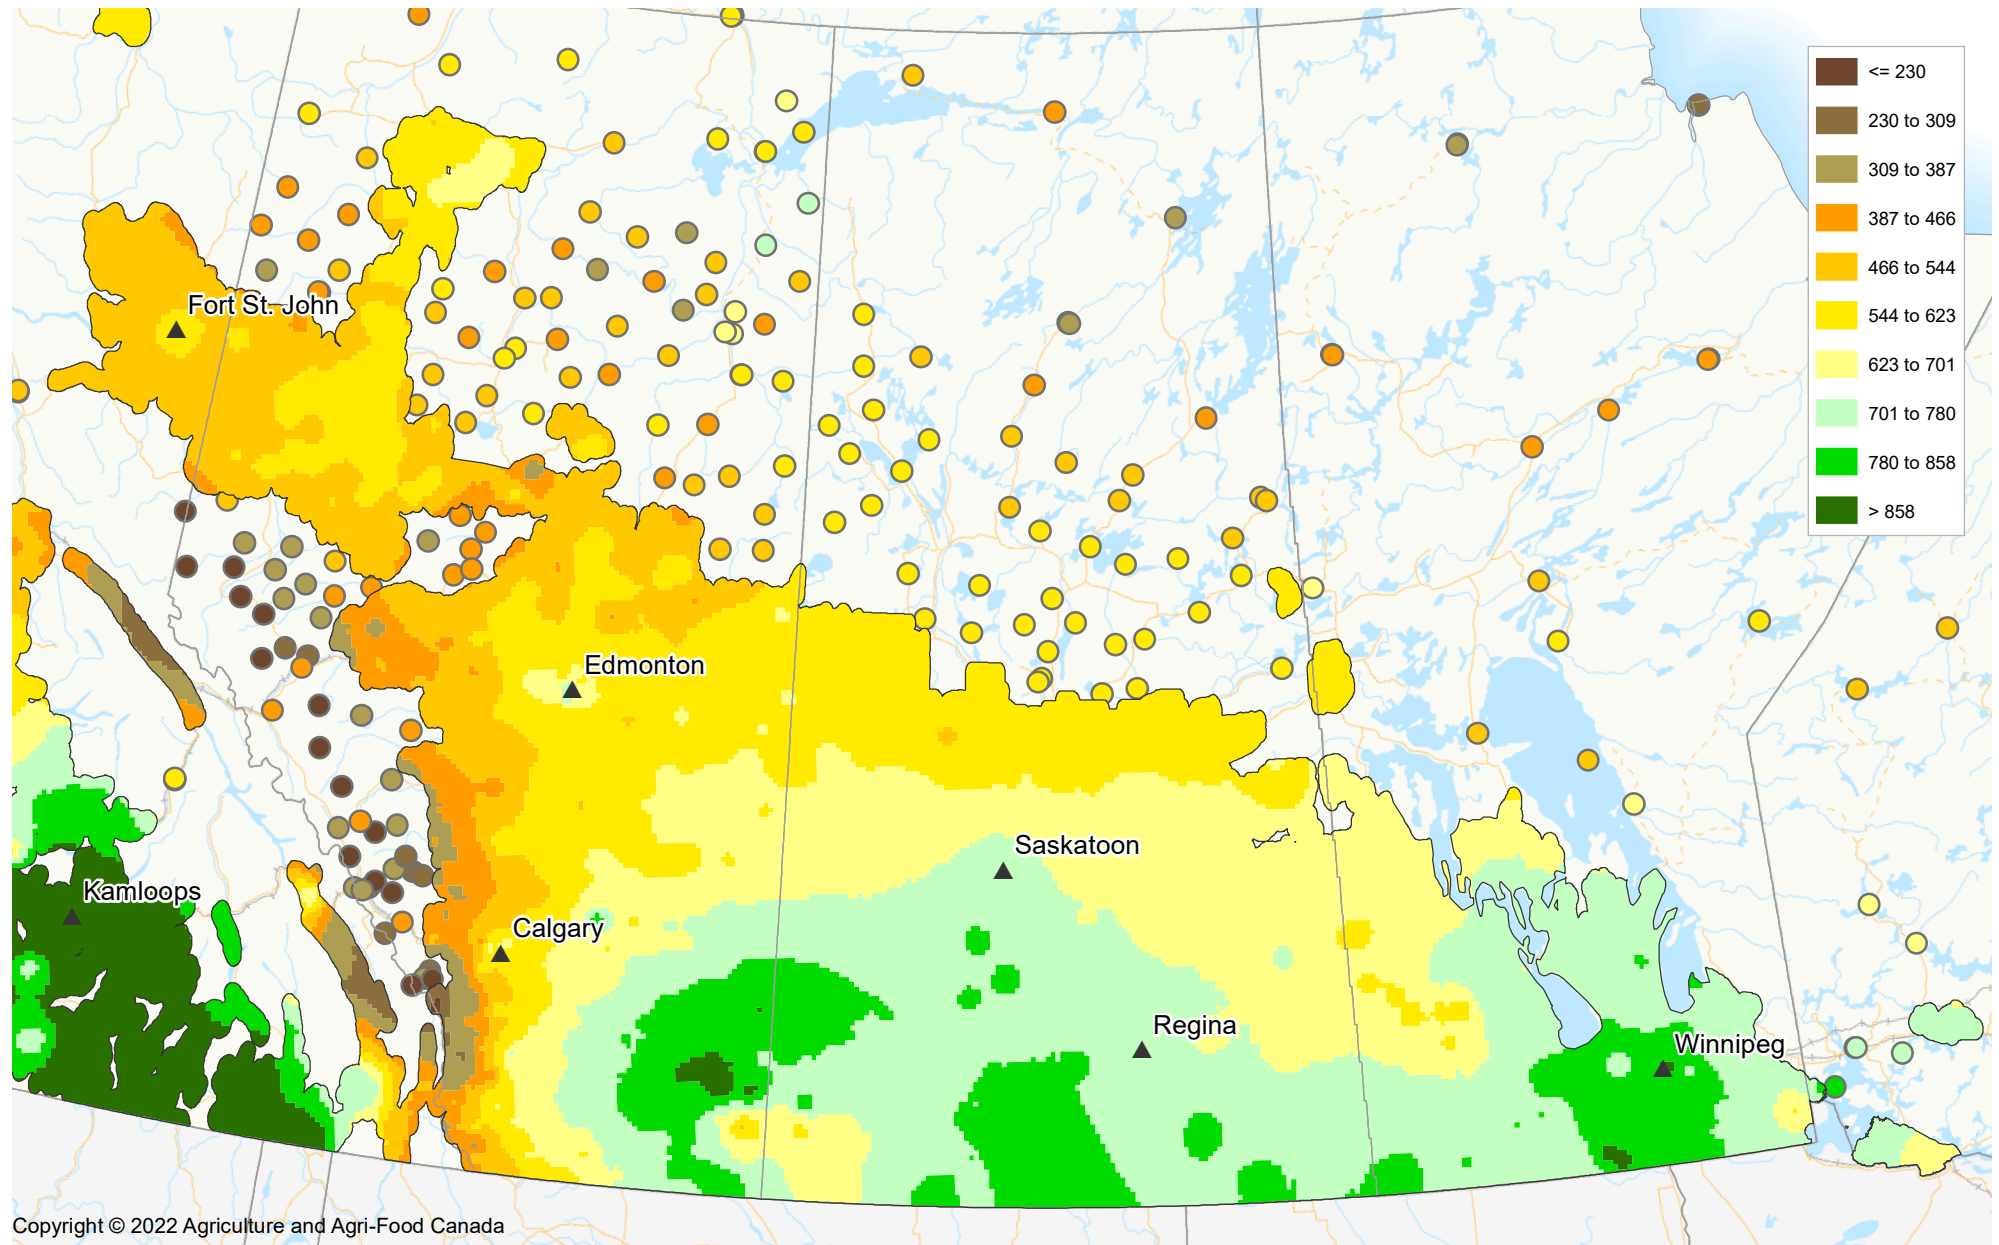 <= 230
230 to 309
309 to 387
387 to 466
466 to 544
544 to 623
623 to 701
701 to 780
780 to 858
> 858
Fort St. John
Edmonton
Saskatoon
Kamloops
Calgary
Regina
Winnipeg
Copyright © 2022 Agriculture and Agri-Food Canada